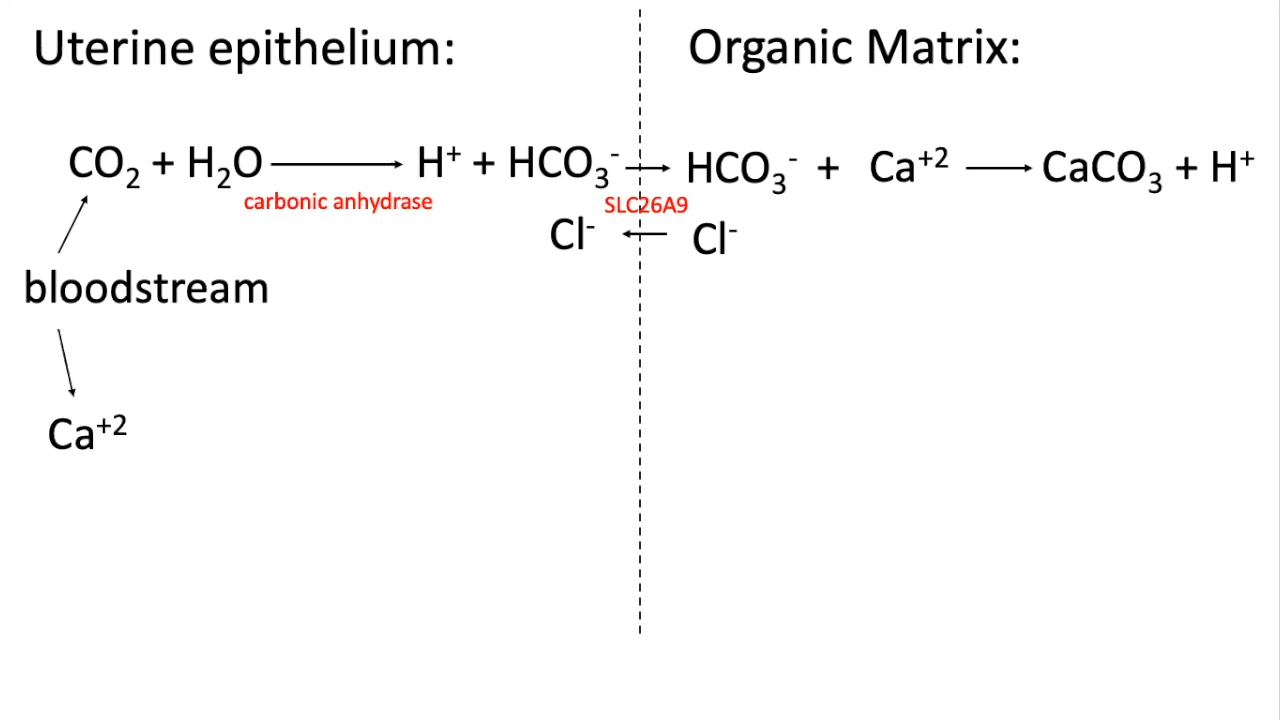 Uterine epithelium:
Organic Matrix:
CO₂ + H₂O ⟶ H⁺ + HCO₃⁻ → HCO₃⁻ + Ca⁺² ⟶ CaCO₃ + H⁺
carbonic anhydrase
SLC26A9
Cl⁻ ← Cl⁻
bloodstream
Ca⁺²